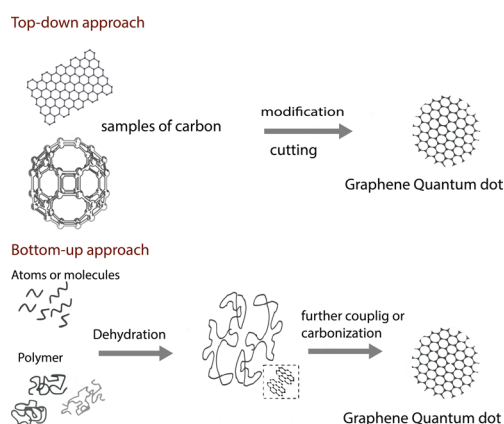 Top-down approach
samples of carbon
modification
cutting
Graphene Quantum dot
Bottom-up approach
Atoms or molecules
Dehydration
Polymer
further couplig or
carbonization
Graphene Quantum dot